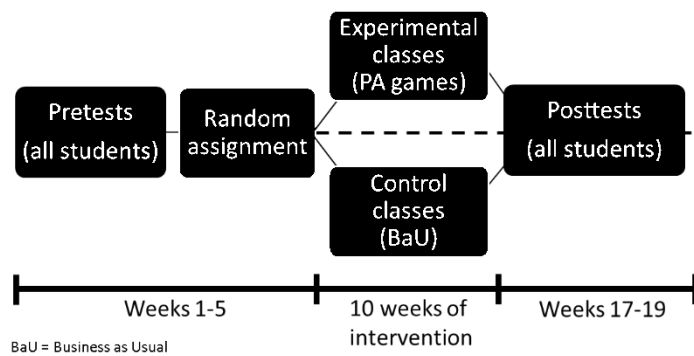 Pretests
(all students)
Random
assignment
Experimental
classes
(PA games)
Control
classes
(BaU)
Posttests
(all students)
Weeks 1-5
10 weeks of
intervention
Weeks 17-19
BaU = Business as Usual